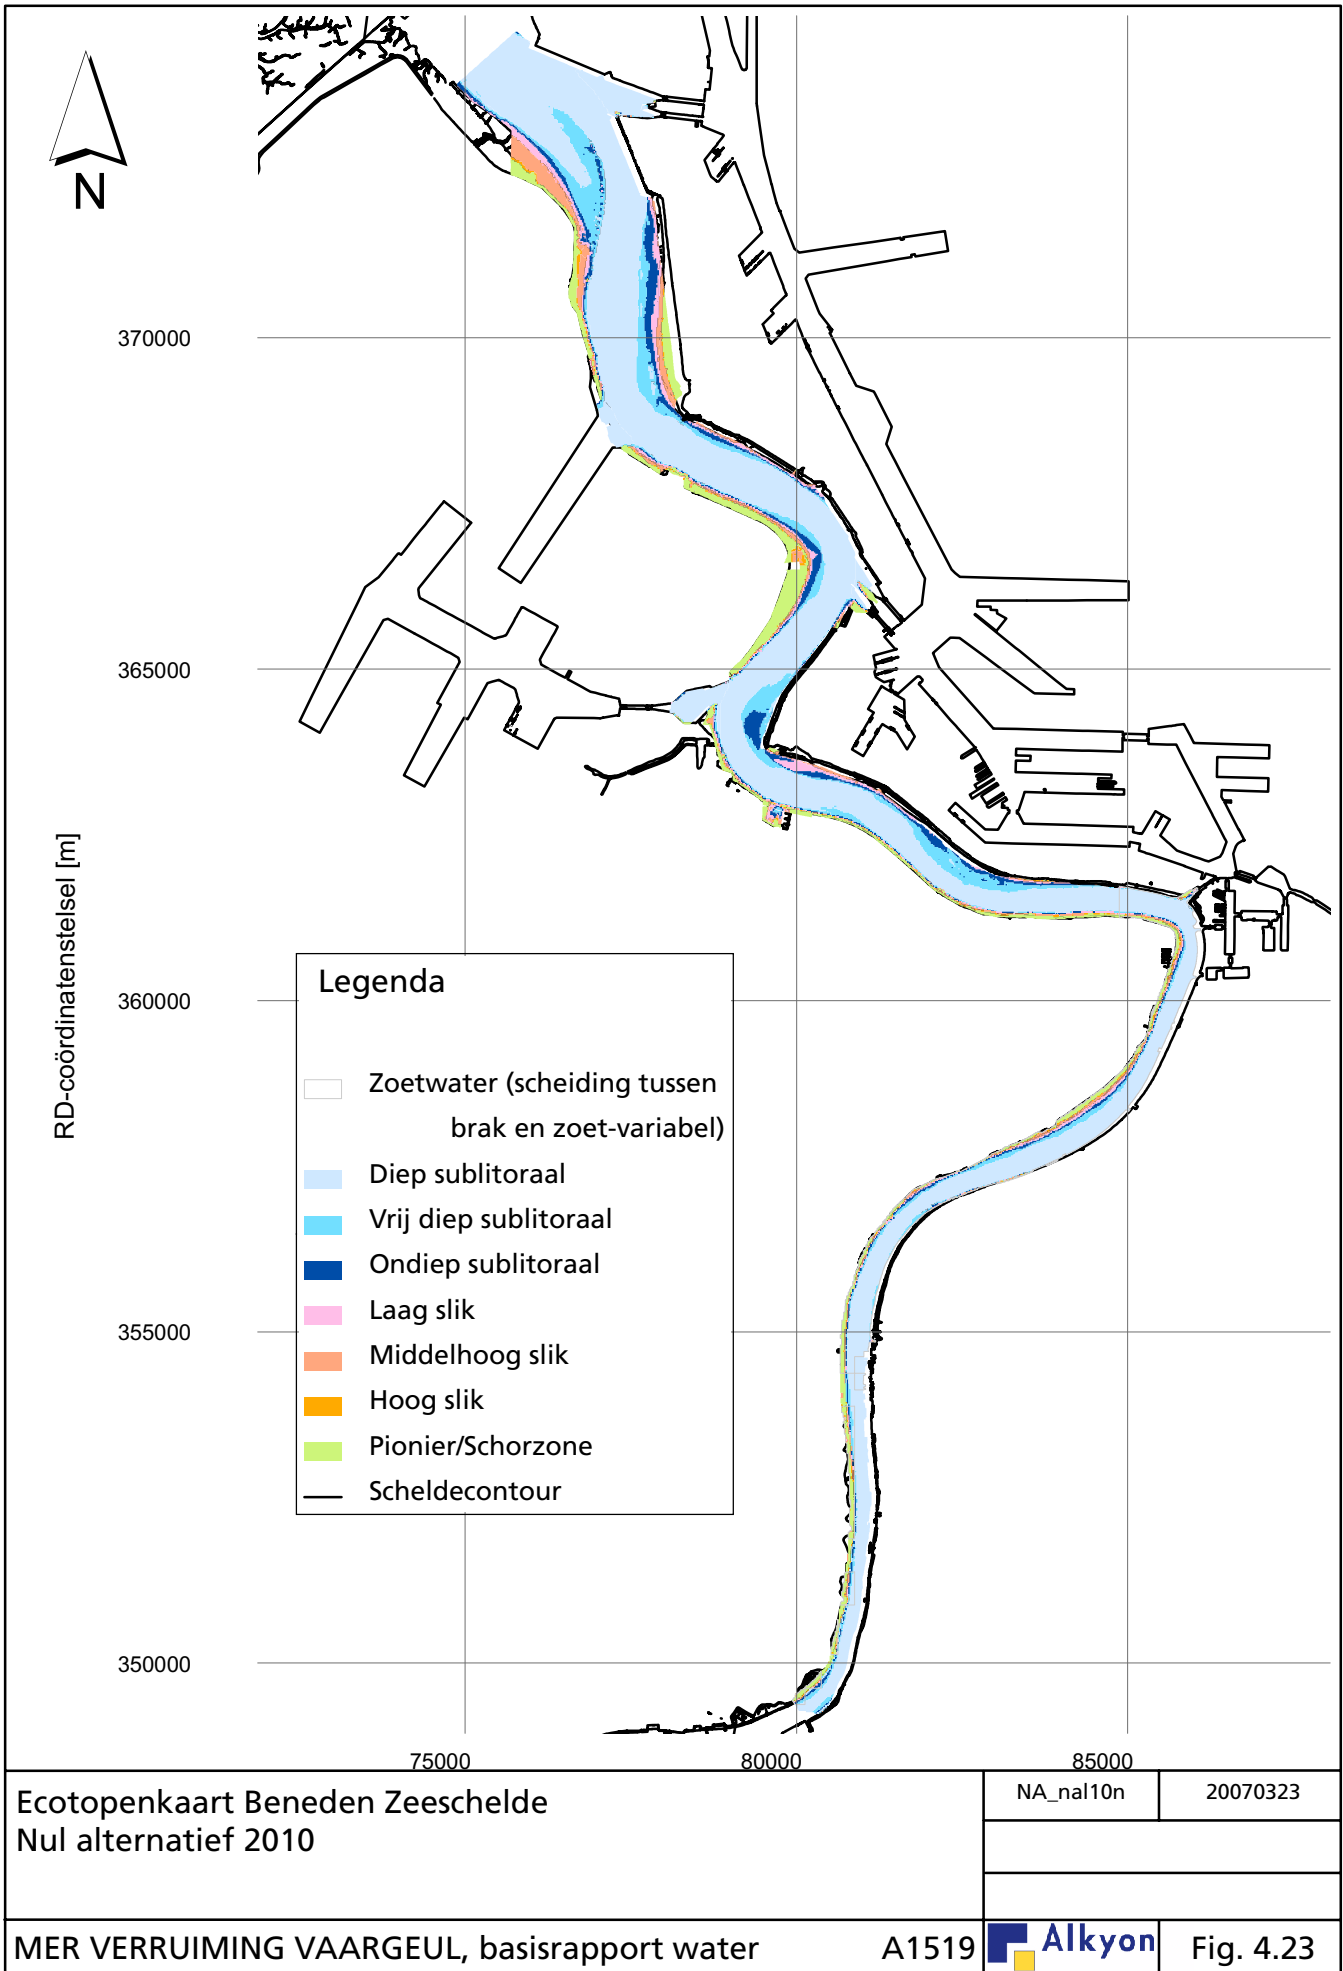 N
370000
365000
360000
355000
350000
RD-coördinatenstelsel [m]
Legenda
Zoetwater (scheiding tussen
brak en zoet-variabel)
Diep sublitoraal
Vrij diep sublitoraal
Ondiep sublitoraal
Laag slik
Middelhoog slik
Hoog slik
Pionier/Schorzone
Scheldecontour
75000 80000 85000
Ecotopenkaart Beneden Zeeschelde
Nul alternatief 2010
NA_nal10n 20070323
MER VERRUIMING VAARGEUL, basisrapport water A1519 Alkyon Fig. 4.23